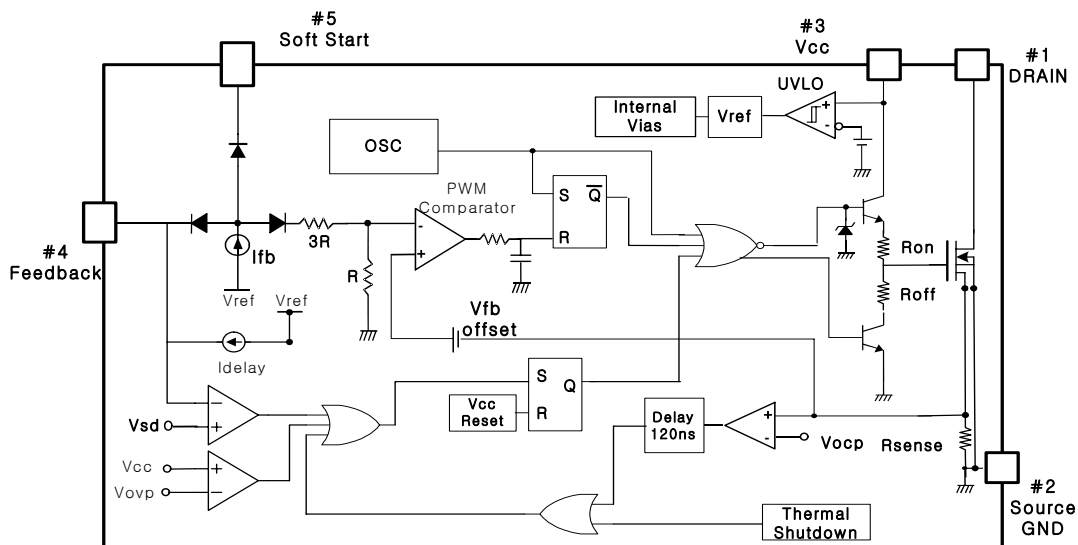 #5
Soft Start
#3
Vcc
#1
DRAIN
UVLO
Internal
Vias
Vref
+
-
OSC
PWM
Comparator
S
Q
R
-
+
3R
R
#4
Feedback
Ifb
Vref
Vref
Idelay
Vfb
offset
Ron
Roff
S
Q
R
Vcc
Reset
Delay
120ns
+
-
Vocp
Rsense
Vsd
−
+
Vcc
Vovp
+
−
Thermal
Shutdown
#2
Source
GND